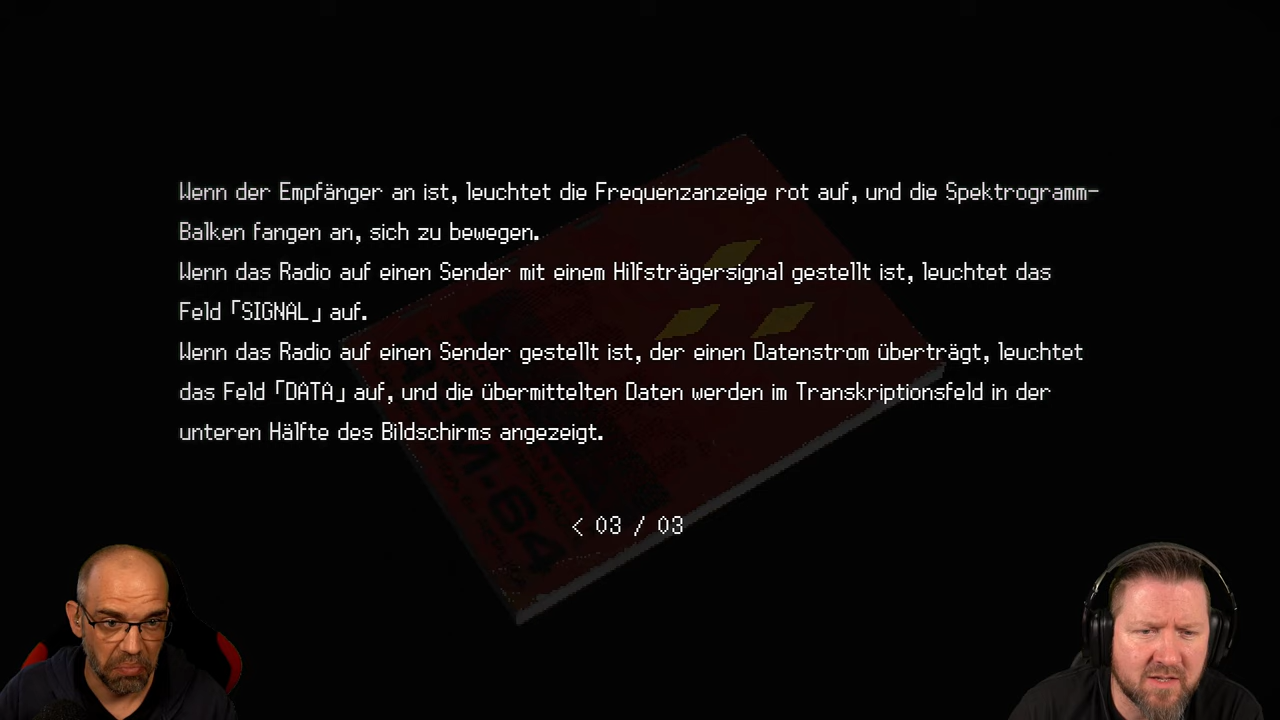 Wenn der Empfänger an ist, leuchtet die Frequenzanzeige rot auf, und die Spektrogramm-
Balken fangen an, sich zu bewegen.
Wenn das Radio auf einen Sender mit einem Hilfsträgersignal gestellt ist, leuchtet das
Feld「SIGNAL」auf.
Wenn das Radio auf einen Sender gestellt ist, der einen Datenstrom überträgt, leuchtet
das Feld「DATA」auf, und die übermittelten Daten werden im Transkriptionsfeld in der
unteren Hälfte des Bildschirms angezeigt.
< 03 / 03